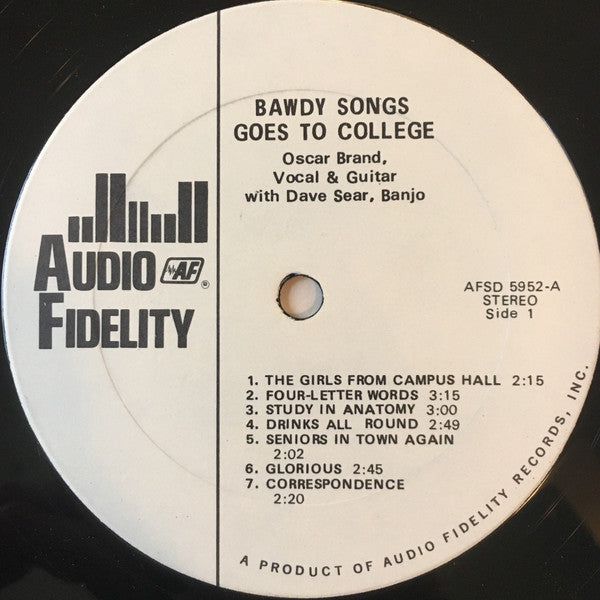 BAWDY SONGS
GOES TO COLLEGE
Oscar Brand,
Vocal & Guitar
with Dave Sear, Banjo
AUDIO AF ®
FIDELITY
AFSD 5952-A
STEREO
Side 1
1. THE GIRLS FROM CAMPUS HALL 2:15
2. FOUR-LETTER WORDS 3:15
3. STUDY IN ANATOMY 3:00
4. DRINKS ALL ROUND 2:49
5. SENIORS IN TOWN AGAIN
2:02
6. GLORIOUS 2:45
7. CORRESPONDENCE
2:20
A PRODUCT OF AUDIO FIDELITY RECORDS, INC.